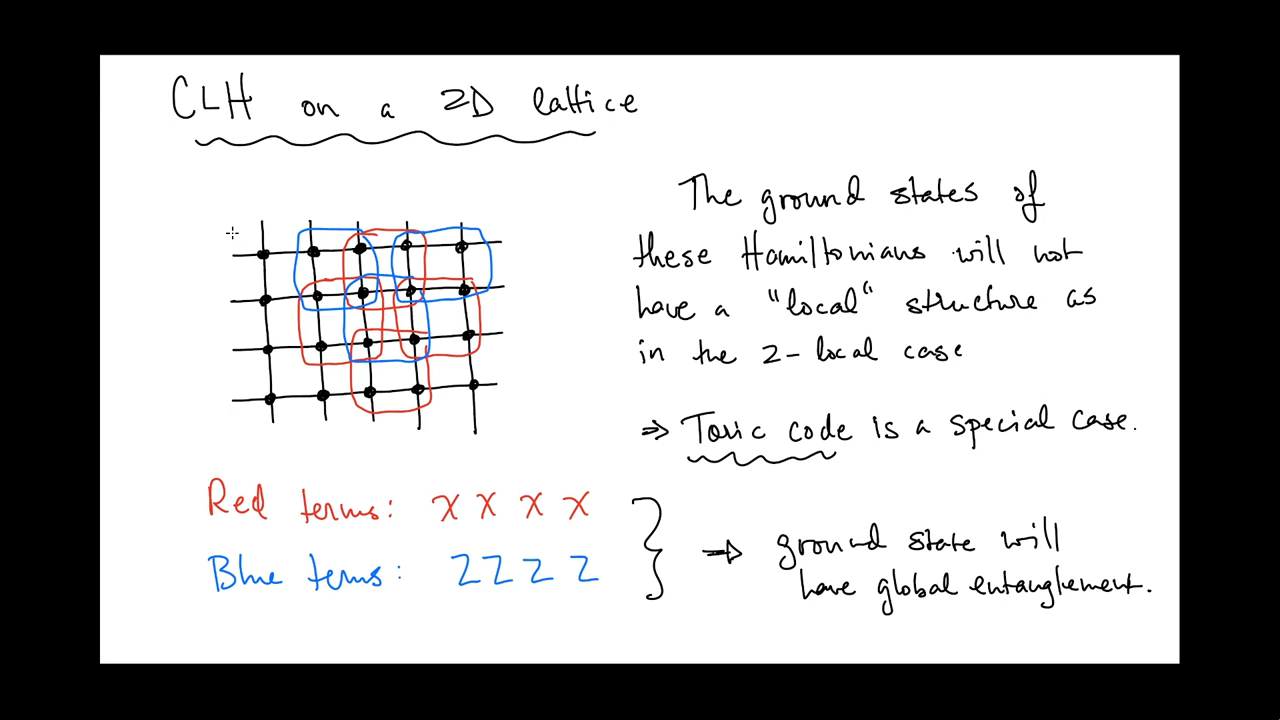 CLH on a 2D lattice
The ground states of
these Hamiltonians will not
have a "local" structure as
in the 2-local case
⇒ Toric code is a special case.
Red terms: X X X X
Blue terms: Z Z Z Z
⇒ ground state will
have global entanglement.